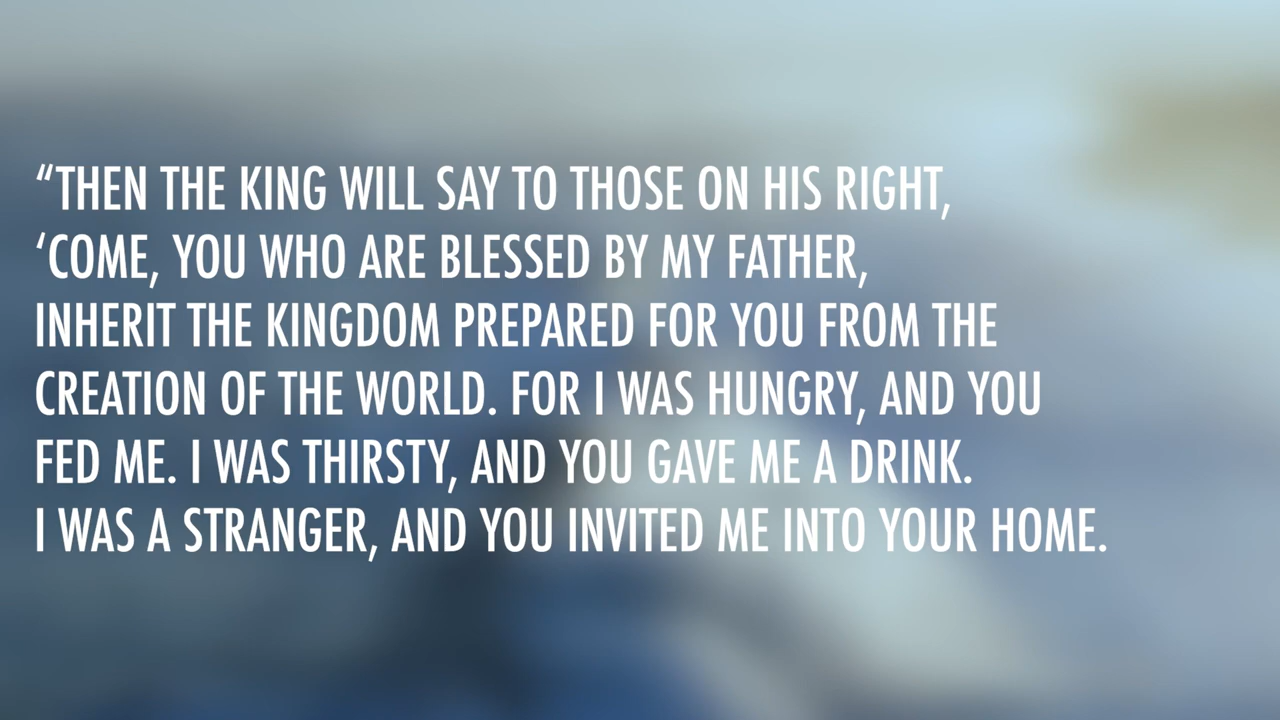 “THEN THE KING WILL SAY TO THOSE ON HIS RIGHT,
‘COME, YOU WHO ARE BLESSED BY MY FATHER,
INHERIT THE KINGDOM PREPARED FOR YOU FROM THE
CREATION OF THE WORLD. FOR I WAS HUNGRY, AND YOU
FED ME. I WAS THIRSTY, AND YOU GAVE ME A DRINK.
I WAS A STRANGER, AND YOU INVITED ME INTO YOUR HOME.